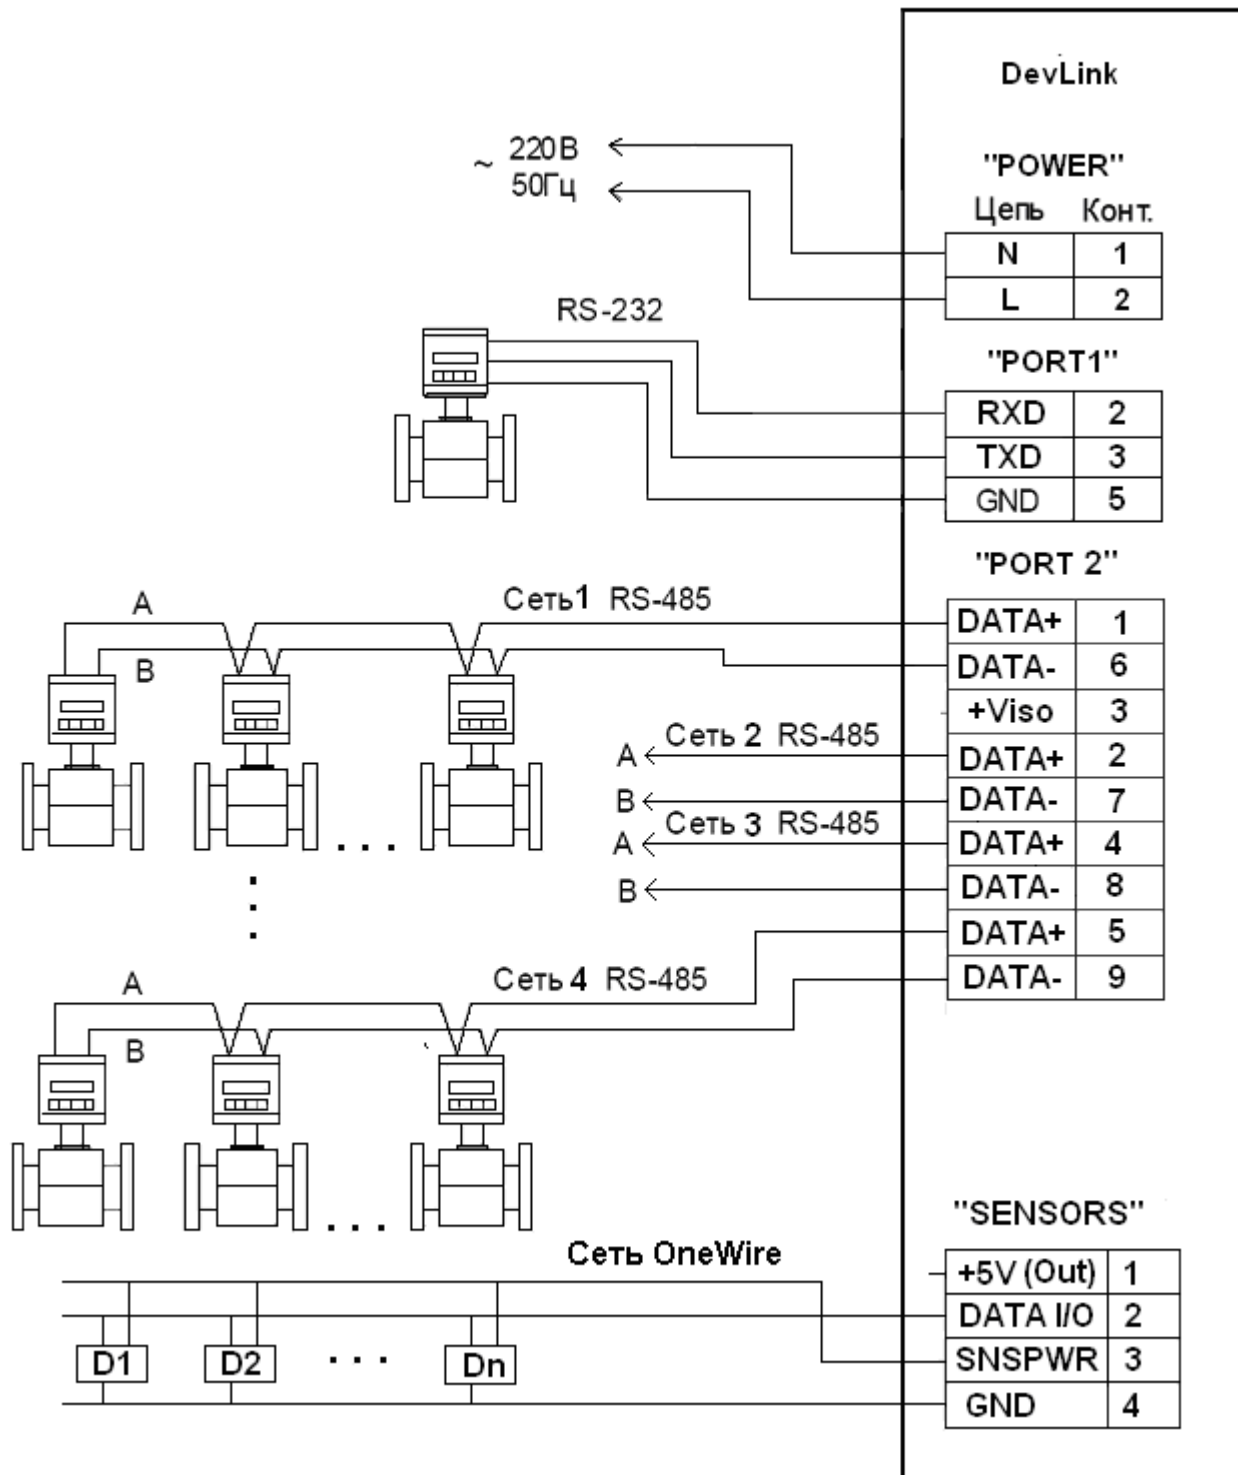 DevLink
~ 220В
50Гц
"POWER"
Цепь Конт.
N 1
L 2
RS-232
"PORT1"
RXD 2
TXD 3
GND 5
"PORT 2"
A
B
Сеть1 RS-485
DATA+ 1
DATA- 6
+Viso 3
A Сеть 2 RS-485
DATA+ 2
B
DATA- 7
A Сеть 3 RS-485
DATA+ 4
B
DATA- 8
DATA+ 5
DATA- 9
A
B
Сеть 4 RS-485
. . .
"SENSORS"
Сеть OneWire
+5V (Out) 1
DATA I/O 2
SNSPWR 3
GND 4
D1 D2 . . . Dn